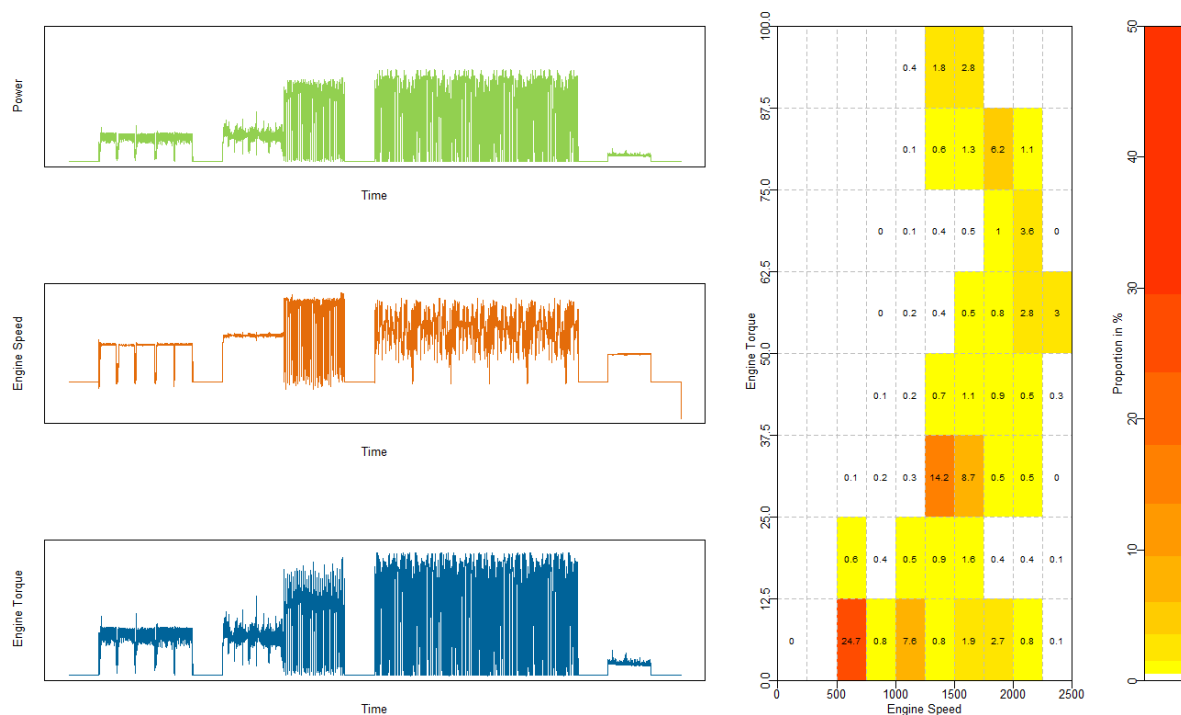 Power
Time
Engine Speed
Time
Engine Torque
Time
100.0
87.5
75.0
62.5
50.0
37.5
25.0
12.5
0.0
Engine Torque
0.4 1.8 2.8
0.1 0.6 1.3 6.2 1.1
0 0.1 0.4 0.5 1 3.6 0
0 0.2 0.4 0.5 0.8 2.8 3
0.1 0.2 0.7 1.1 0.9 0.5 0.3
0.1 0.2 0.3 14.2 8.7 0.5 0.5 0
0.6 0.4 0.5 0.9 1.6 0.4 0.4 0.1
0 24.7 0.8 7.6 0.8 1.9 2.7 0.8 0.1
0 500 1000 1500 2000 2500
Engine Speed
50
40
30
20
10
0
Proportion in %